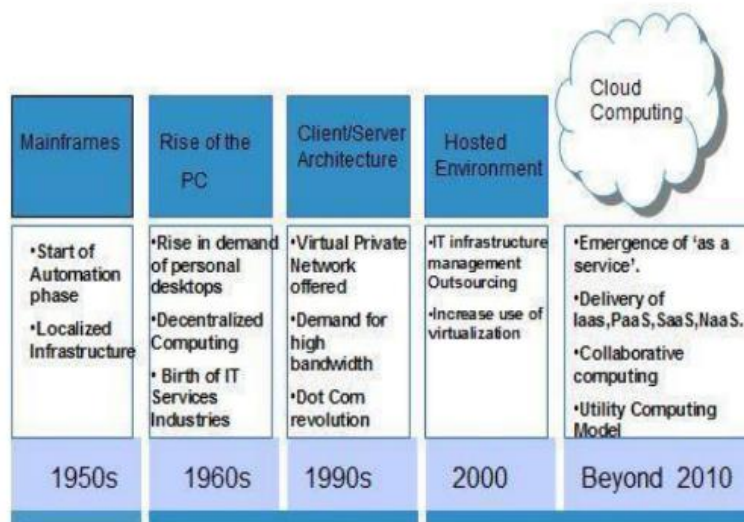 Mainframes
Rise of the
PC
Client/Server
Architecture
Hosted
Environment
Cloud
Computing
•Start of
Automation
phase
•Localized
Infrastructure
•Rise in demand
of personal
desktops
•Decentralized
Computing
• Birth of IT
Services
Industries
•Virtual Private
Network
offered
•Demand for
high
bandwidth
•Dot Com
revolution
•IT infrastructure
management
Outsourcing
•Increase use of
virtualization
•Emergence of 'as a
service'.
•Delivery of
Iaas,PaaS,SaaS,NaaS.
•Collaborative
computing
•Utility Computing
Model
1950s
1960s
1990s
2000
Beyond 2010